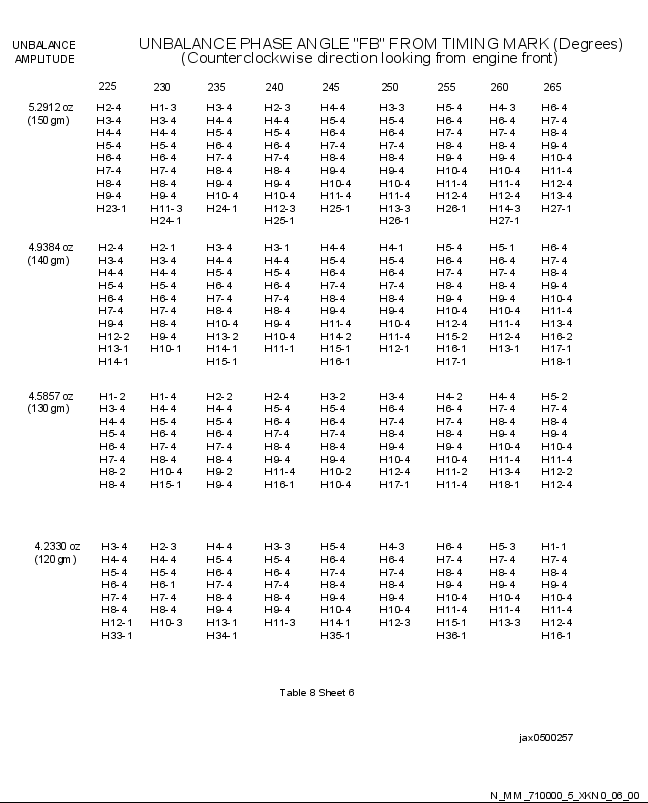 UNBALANCE PHASE ANGLE "FB" FROM TIMING MARK (Degrees)
(Counterclockwise direction looking from engine front)
UNBALANCE
AMPLITUDE
225 230 235 240 245 250 255 260 265
5.2912 oz H2-4 H1-3 H3-4 H2-3 H4-4 H3-3 H5-4 H4-3 H6-4
(150 gm) H3-4 H3-4 H4-4 H4-4 H5-4 H5-4 H6-4 H6-4 H7-4
H4-4 H4-4 H5-4 H5-4 H6-4 H6-4 H7-4 H7-4 H8-4
H5-4 H5-4 H6-4 H6-4 H7-4 H7-4 H8-4 H8-4 H9-4
H6-4 H6-4 H7-4 H7-4 H8-4 H8-4 H9-4 H9-4 H10-4
H7-4 H7-4 H8-4 H8-4 H9-4 H9-4 H10-4 H10-4 H11-4
H8-4 H8-4 H9-4 H9-4 H10-4 H10-4 H11-4 H11-4 H12-4
H9-4 H9-4 H10-4 H10-4 H11-4 H11-4 H12-4 H12-4 H13-4
H23-1 H11-3 H24-1 H12-3 H25-1 H13-3 H26-1 H14-3 H27-1
H24-1 H25-1 H26-1 H27-1
4.9384 oz H2-4 H2-1 H3-4 H3-1 H4-4 H4-1 H5-4 H5-1 H6-4
(140 gm) H3-4 H3-4 H4-4 H4-4 H5-4 H5-4 H6-4 H6-4 H7-4
H4-4 H4-4 H5-4 H5-4 H6-4 H6-4 H7-4 H7-4 H8-4
H5-4 H5-4 H6-4 H6-4 H7-4 H7-4 H8-4 H8-4 H9-4
H6-4 H6-4 H7-4 H7-4 H8-4 H8-4 H9-4 H9-4 H10-4
H7-4 H7-4 H8-4 H8-4 H9-4 H9-4 H10-4 H10-4 H11-4
H9-4 H8-4 H10-4 H9-4 H11-4 H10-4 H12-4 H11-4 H13-4
H12-2 H9-4 H13-2 H10-4 H14-2 H11-4 H15-2 H12-4 H16-2
H13-1 H10-1 H14-1 H11-1 H15-1 H12-1 H16-1 H13-1 H17-1
H14-1 H15-1 H16-1 H17-1 H18-1
4.5857 oz H1-2 H1-4 H2-2 H2-4 H3-2 H3-4 H4-2 H4-4 H5-2
(130 gm) H3-4 H4-4 H4-4 H5-4 H5-4 H6-4 H6-4 H7-4 H7-4
H4-4 H5-4 H5-4 H6-4 H6-4 H7-4 H7-4 H8-4 H8-4
H5-4 H6-4 H6-4 H7-4 H7-4 H8-4 H8-4 H9-4 H9-4
H6-4 H7-4 H7-4 H8-4 H8-4 H9-4 H9-4 H10-4 H10-4
H7-4 H8-4 H8-4 H9-4 H9-4 H10-4 H10-4 H11-4 H11-4
H8-2 H10-4 H9-2 H11-4 H10-2 H12-4 H11-2 H13-4 H12-2
H8-4 H15-1 H9-4 H16-1 H10-4 H17-1 H11-4 H18-1 H12-4
4.2330 oz H3-4 H2-3 H4-4 H3-3 H5-4 H4-3 H6-4 H5-3 H1-1
(120 gm) H4-4 H4-4 H5-4 H5-4 H6-4 H6-4 H7-4 H7-4 H7-4
H5-4 H5-4 H6-4 H6-4 H7-4 H7-4 H8-4 H8-4 H8-4
H6-4 H6-1 H7-4 H7-4 H8-4 H8-4 H9-4 H9-4 H9-4
H7-4 H7-4 H8-4 H8-4 H9-4 H9-4 H10-4 H10-4 H10-4
H8-4 H8-4 H9-4 H9-4 H10-4 H10-4 H11-4 H11-4 H11-4
H12-1 H10-3 H13-1 H11-3 H14-1 H12-3 H15-1 H13-3 H12-4
H33-1 H34-1 H35-1 H36-1 H16-1
Table 8 Sheet 6
jax0500257
N_MM_710000_5_XKN0_06_00